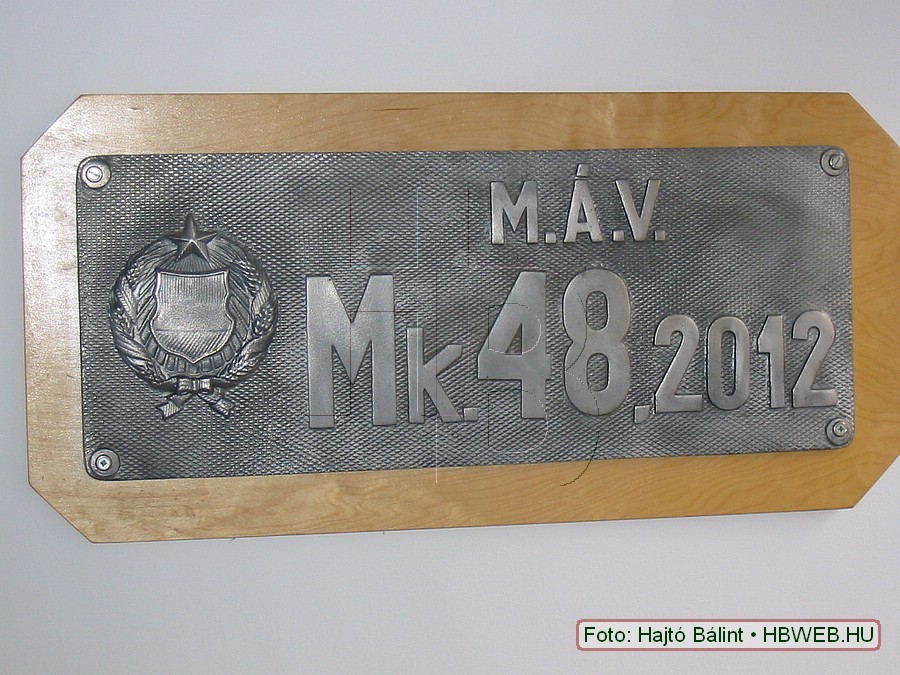 M.Á.V.
Mk.48,2012
Foto: Hajtó Bálint • HBWEB.HU